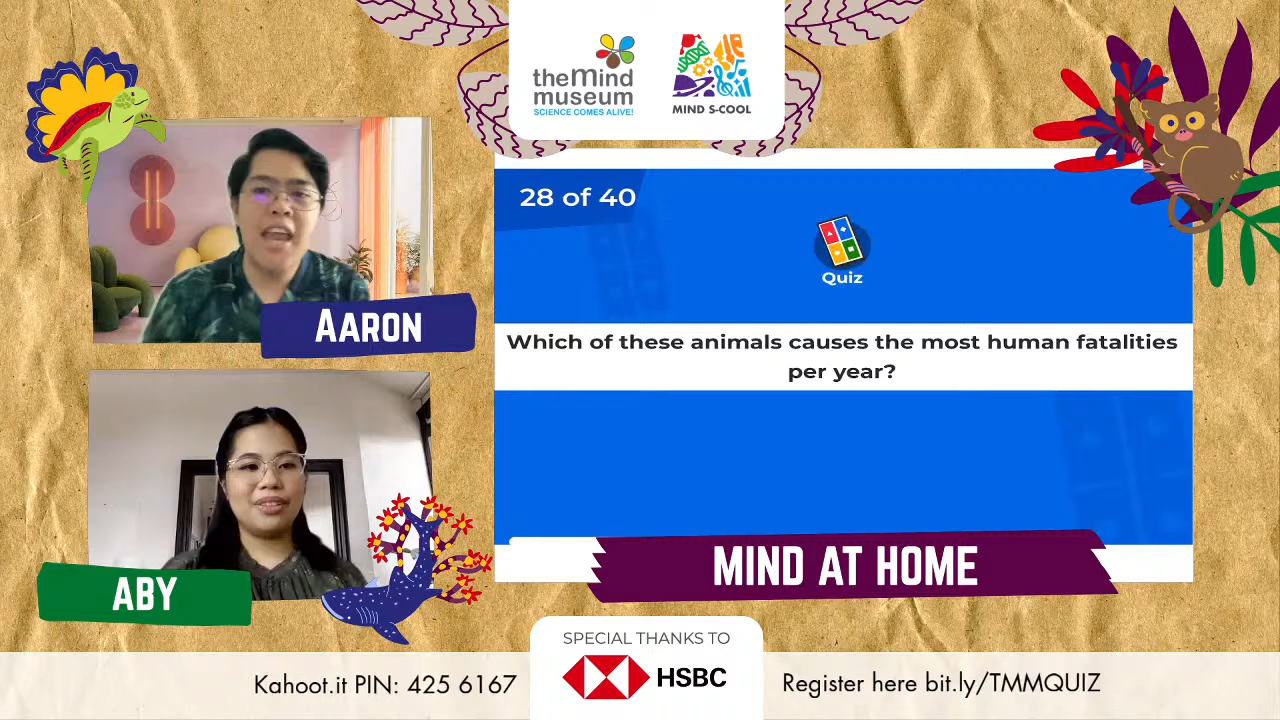 theMind
museum
SCIENCE COMES ALIVE!
MIND S-COOL
28 of 40
Quiz
Which of these animals causes the most human fatalities
per year?
AARON
ABY
MIND AT HOME
SPECIAL THANKS TO
HSBC
Kahoot.it PIN: 425 6167
Register here bit.ly/TMMQUIZ